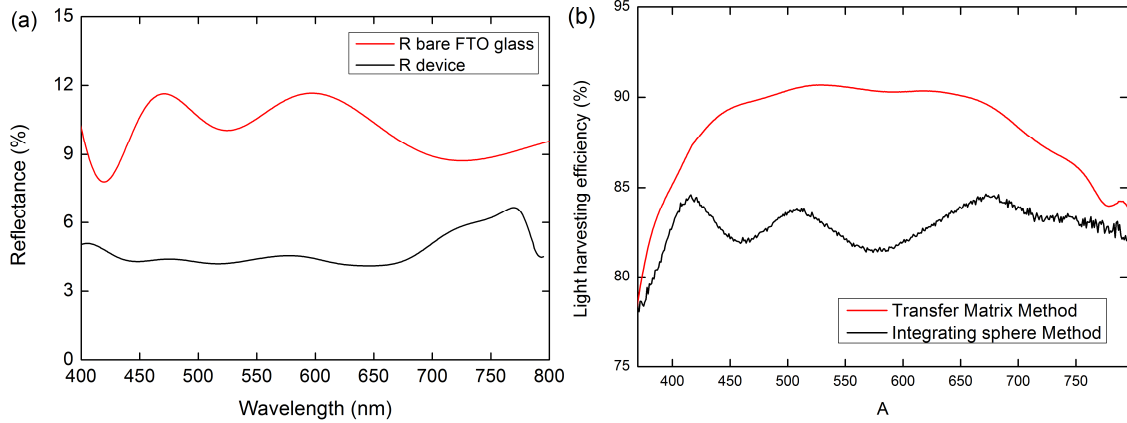 (a)
15
12
9
6
3
0
Reflectance (%)
R bare FTO glass
R device
400 450 500 550 600 650 700 750 800
Wavelength (nm)
(b)
95
90
85
80
75
Light harvesting efficiency (%)
Transfer Matrix Method
Integrating sphere Method
400 450 500 550 600 650 700 750
A